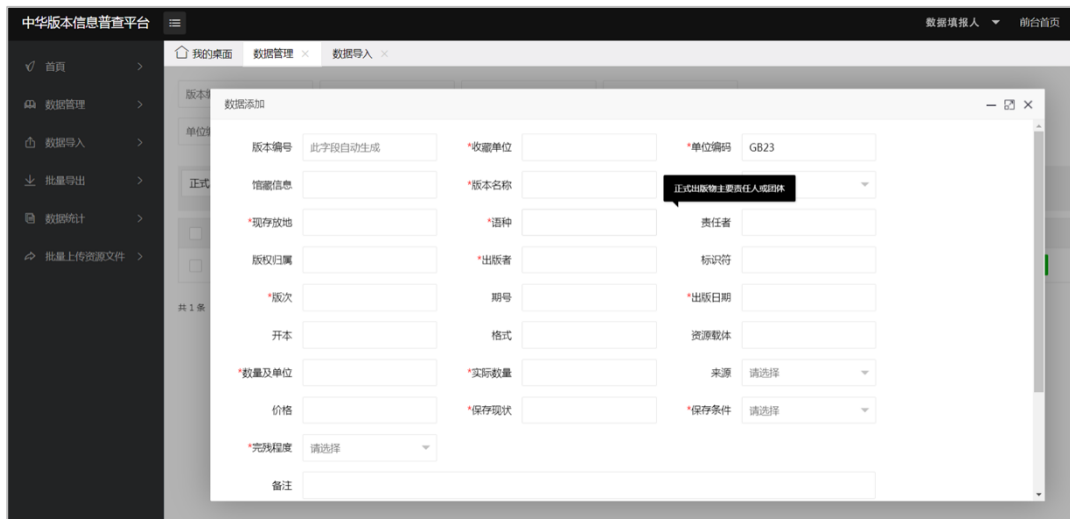 中华版本信息普查平台
数据填报人 前台首页
我的桌面 数据管理 数据导入
首頁
数据管理
数据导入
批量导出
数据统计
批量上传资源文件
版本编
单位编
正式
共 1 条
数据添加
版本编号 此字段自动生成 *收藏单位 *单位编码 GB23
馆藏信息 *版本名称 正式出版物主要责任人或团体
*现存放地 *语种 责任者
版权归属 *出版者 标识符
*版次 期号 *出版日期
开本 格式 资源载体
*数量及单位 *实际数量 来源 请选择
价格 *保存现状 *保存条件 请选择
*完残程度 请选择
备注